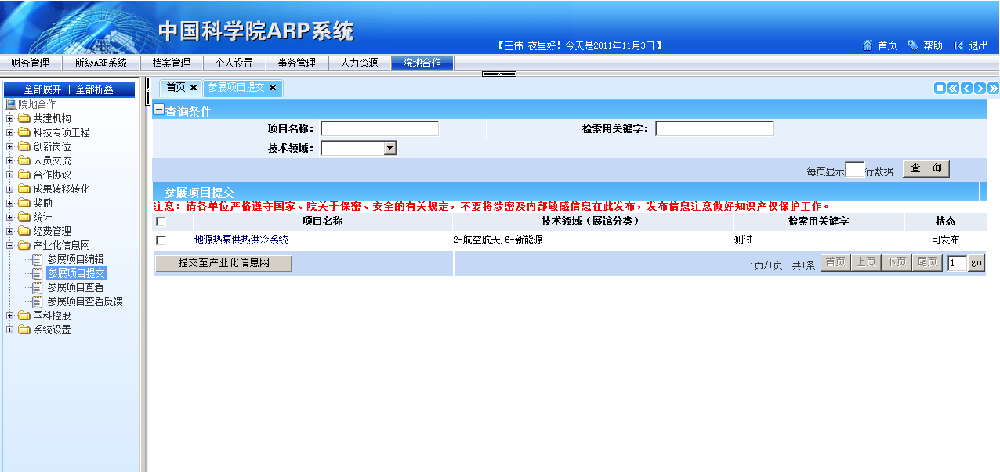 中国科学院ARP系统
【王伟 夜里好！今天是2011年11月3日】
首页 帮助 退出
财务管理 所级ARP系统 档案管理 个人设置 事务管理 人力资源 院地合作
全部展开 | 全部折叠
院地合作
共建机构
科技专项工程
创新岗位
人员交流
合作协议
成果转移转化
奖励
统计
经费管理
产业化信息网
参展项目编辑
参展项目提交
参展项目查看
参展项目查看反馈
国科控股
系统设置
首页 × 参展项目提交 ×
查询条件
项目名称： 检索用关键字：
技术领域：
每页显示 行数据 查 询
参展项目提交
注意：请各单位严格遵守国家、院关于保密、安全的有关规定，不要将涉密及内部敏感信息在此发布，发布信息注意做好知识产权保护工作。
项目名称 技术领域（展馆分类） 检索用关键字 状态
地源热泵供热供冷系统 2-航空航天,6-新能源 测试 可发布
提交至产业化信息网 1页/1页 共1条 首页 上页 下页 尾页 1 go